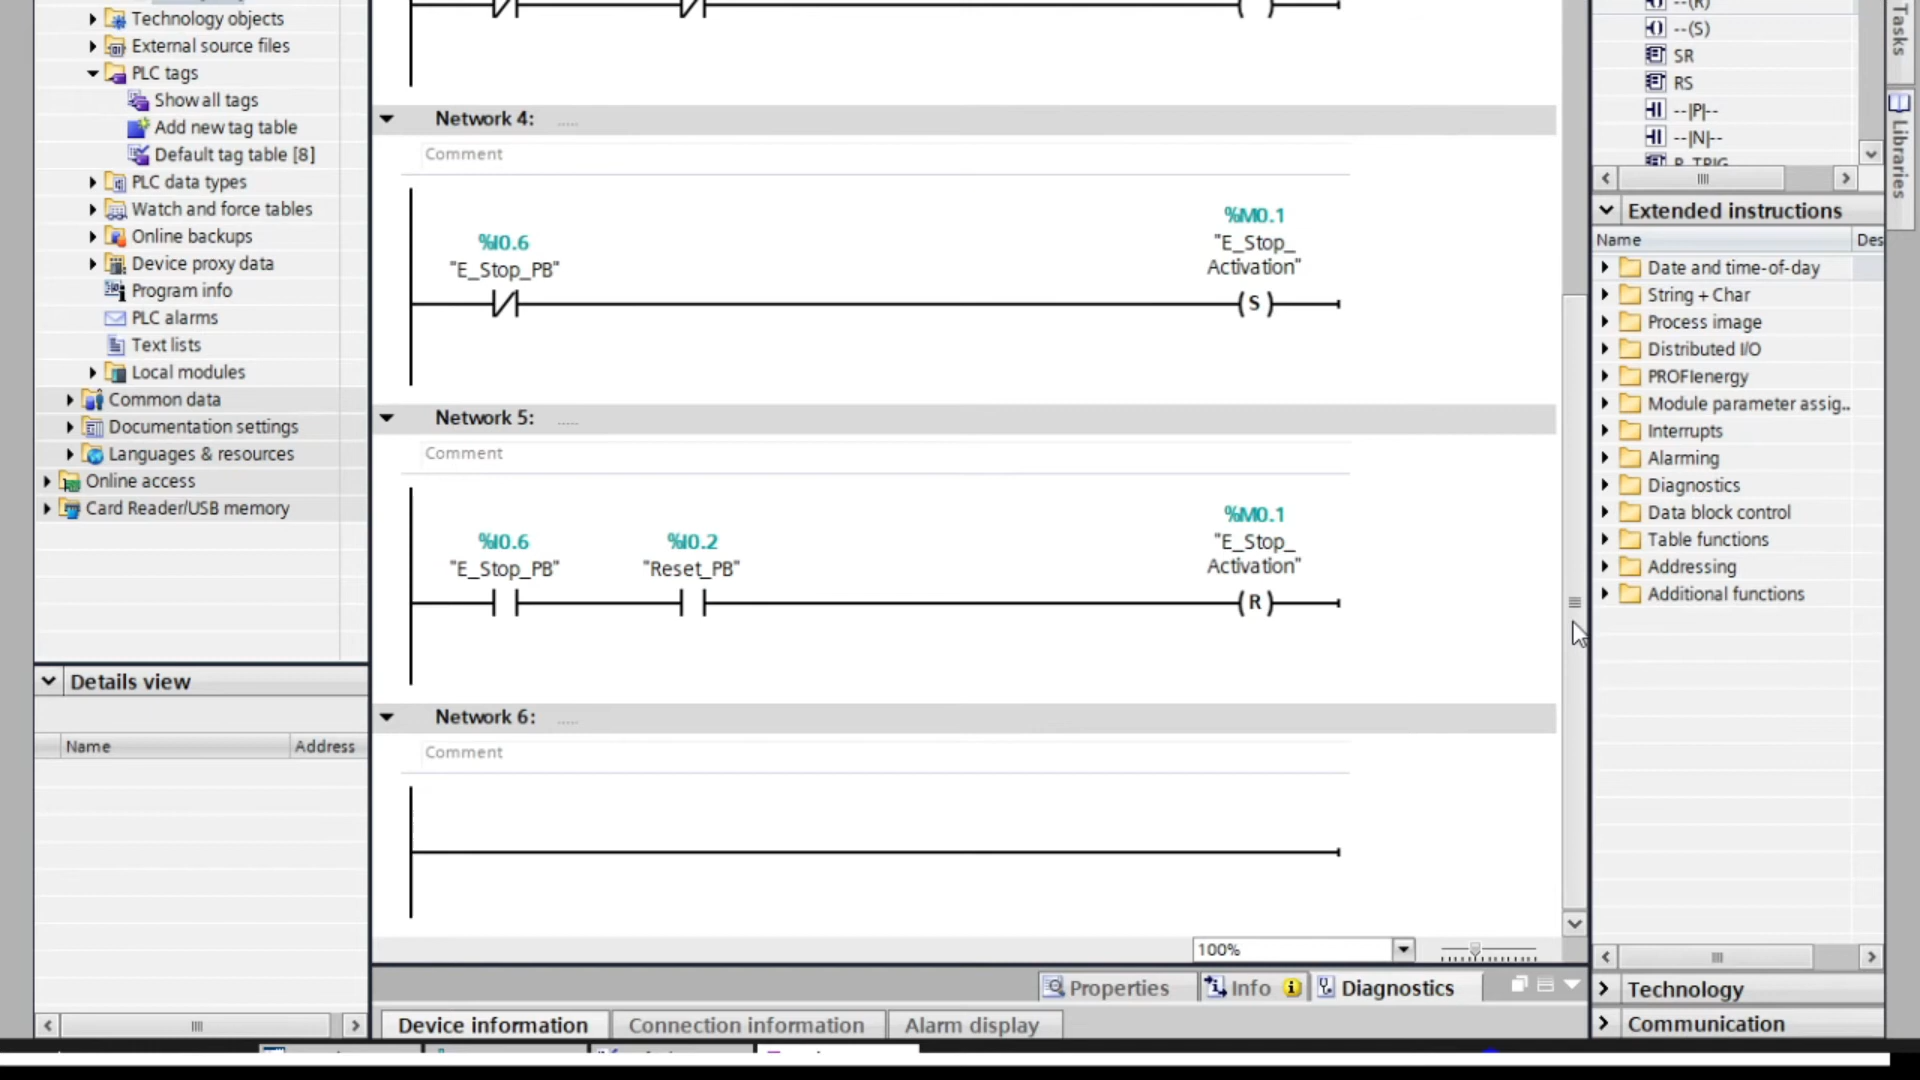 Technology objects
External source files
PLC tags
Show all tags
Add new tag table
Default tag table [8]
PLC data types
Watch and force tables
Online backups
Device proxy data
Program info
PLC alarms
Text lists
Local modules
Common data
Documentation settings
Languages & resources
Online access
Card Reader/USB memory
Details view
Name Address
Network 4: .....
Comment
%I0.6
"E_Stop_PB"
%M0.1
"E_Stop_
Activation"
S
Network 5: .....
Comment
%I0.6
"E_Stop_PB"
%I0.2
"Reset_PB"
%M0.1
"E_Stop_
Activation"
R
Network 6: .....
Comment
100%
Properties Info Diagnostics
Device information Connection information Alarm display
--(R)
--(S)
SR
RS
--|P|--
--|N|--
R_TRIG
Extended instructions
Name Des
Date and time-of-day
String + Char
Process image
Distributed I/O
PROFIenergy
Module parameter assig..
Interrupts
Alarming
Diagnostics
Data block control
Table functions
Addressing
Additional functions
Technology
Communication
Tasks
Libraries